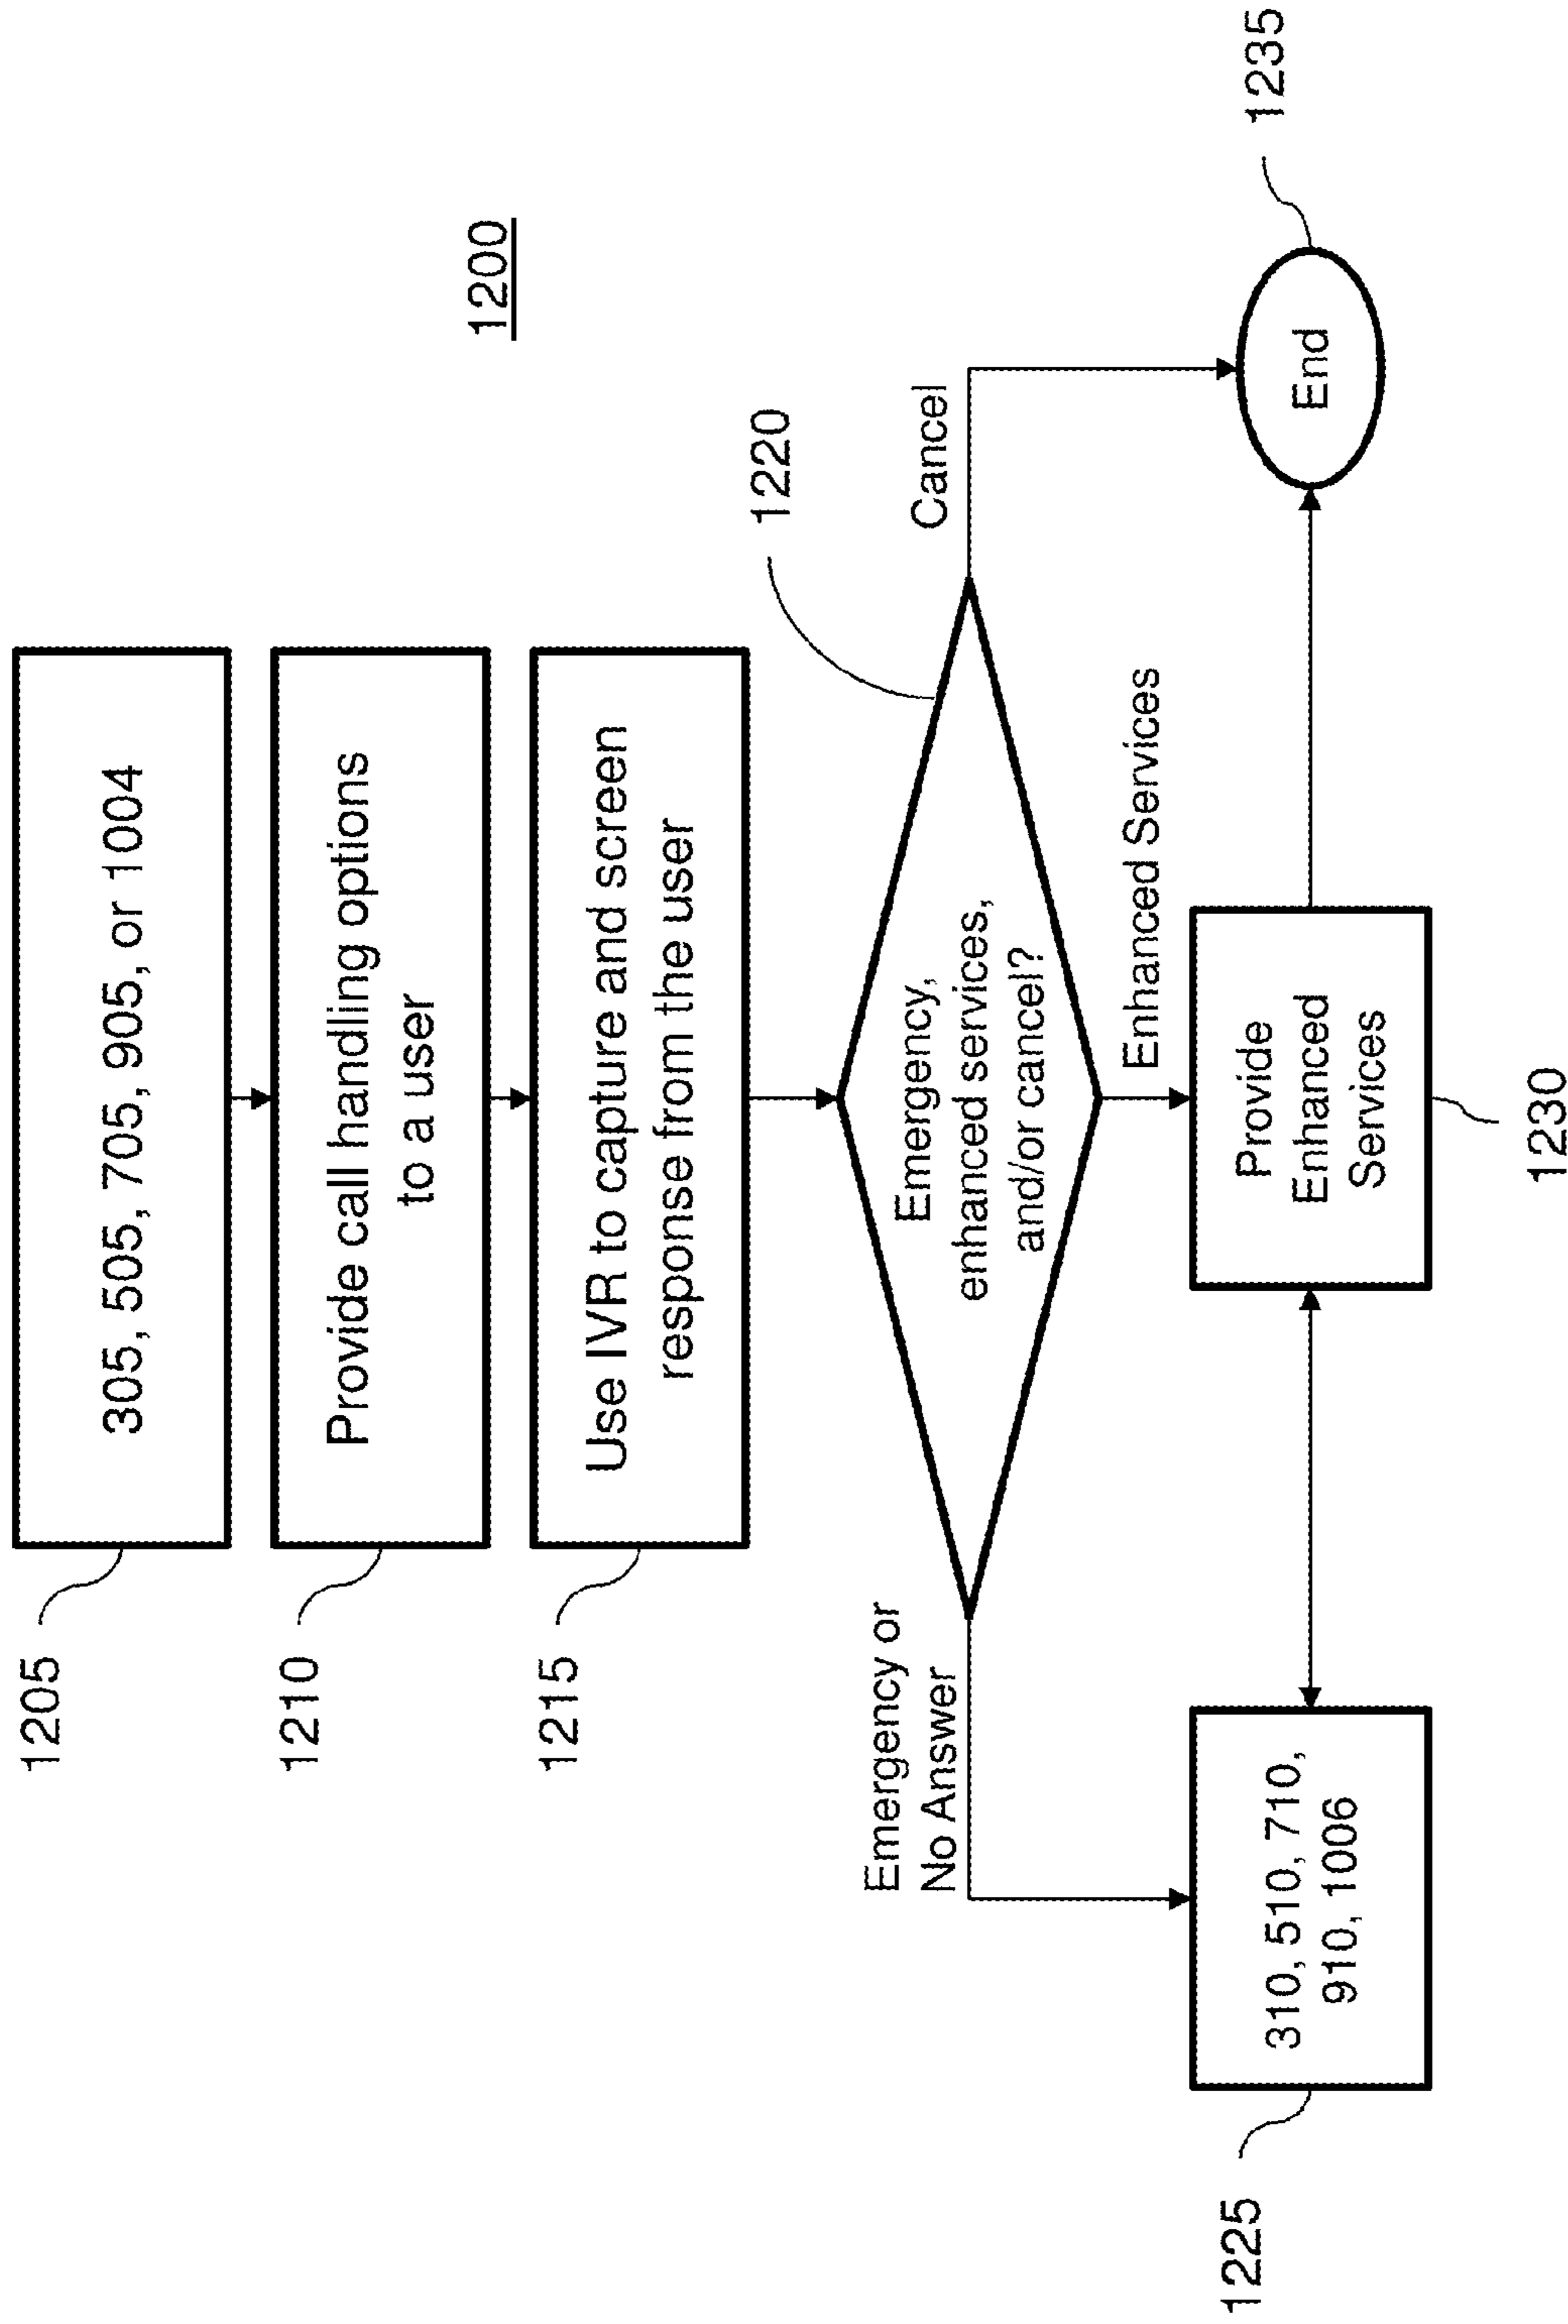 1200
1205
305, 505, 705, 905, or 1004
1210
Provide call handling options
to a user
1215
Use IVR to capture and screen
response from the user
1220
Emergency,
enhanced services,
and/or cancel?
Emergency or
No Answer
Cancel
Enhanced Services
1225
310, 510, 710,
910, 1006
Provide
Enhanced
Services
1230
End
1235